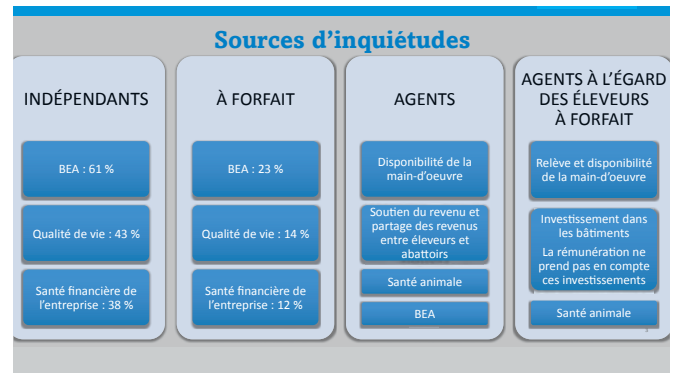 Sources d’inquiétudes
INDÉPENDANTS
BEA : 61 %
Qualité de vie : 43 %
Santé financière de
l’entreprise : 38 %
À FORFAIT
BEA : 23 %
Qualité de vie : 14 %
Santé financière de
l’entreprise : 12 %
AGENTS
Disponibilité de la
main-d’oeuvre
Soutien du revenu et
partage des revenus
entre éleveurs et
abattoirs
Santé animale
BEA
AGENTS À L’ÉGARD
DES ÉLEVEURS
À FORFAIT
Relève et disponibilité
de la main-d’oeuvre
Investissement dans
les bâtiments
La rémunération ne
prend pas en compte
ces investissements
Santé animale